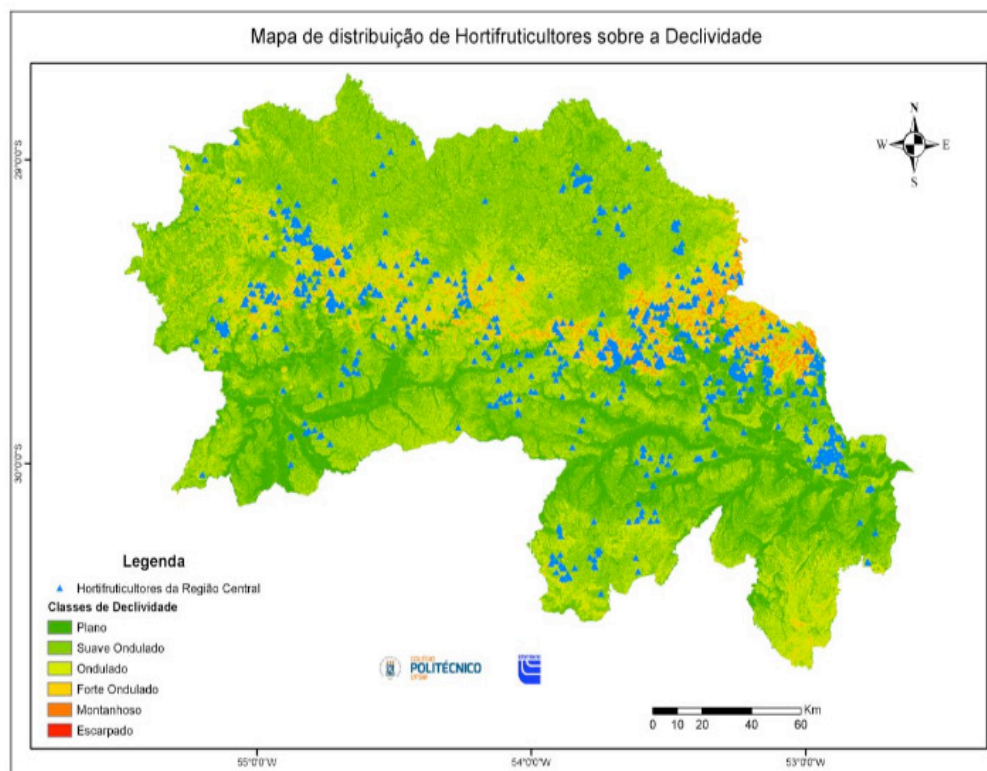 Mapa de distribuição de Hortifruticultores sobre a Declividade
N
W E
S
29°0'0"S
30°0'0"S
Legenda
Hortifruticultores da Região Central
Classes de Declividade
Plano
Suave Ondulado
Ondulado
Forte Ondulado
Montanhoso
Escarpado
COLÉGIO
POLITÉCNICO
UFSM
Km
0 10 20 40 60
55°0'0"W 54°0'0"W 53°0'0"W